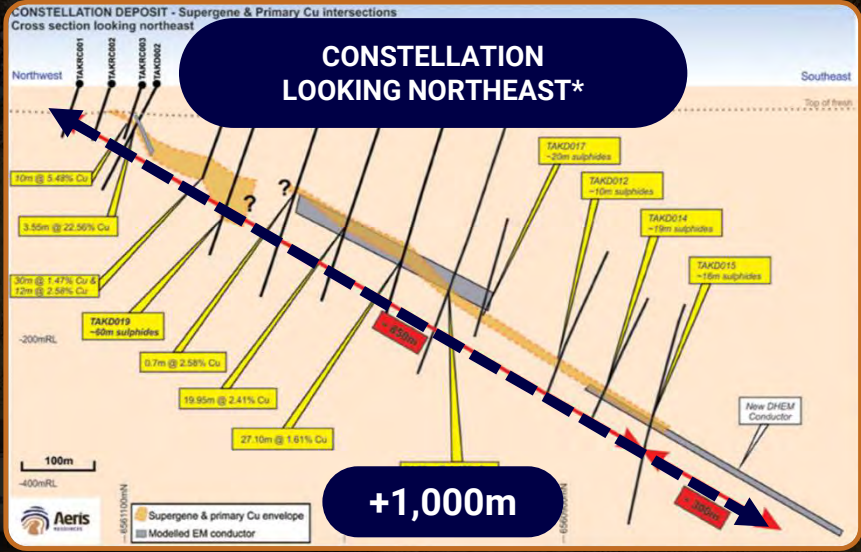 CONSTELLATION DEPOSIT - Supergene & Primary Cu intersections
Cross section looking northeast
CONSTELLATION
LOOKING NORTHEAST*
TAKRC001
TAKRC002
TAKRC003
TAKD002
Northwest
Southeast
Top of fresh
TAKD017
~20m sulphides
TAKD012
~10m sulphides
TAKD014
~19m sulphides
TAKD015
~16m sulphides
10m @ 5.48% Cu
3.55m @ 22.56% Cu
30m @ 1.47% Cu &
12m @ 2.58% Cu
?
?
TAKD019
~60m sulphides
-200mRL
0.7m @ 2.58% Cu
19.95m @ 2.41% Cu
27.10m @ 1.61% Cu
New DHEM
Conductor
100m
-400mRL
6561100mN
+1,000m
Aeris
RESOURCES
Supergene & primary Cu envelope
Modelled EM conductor